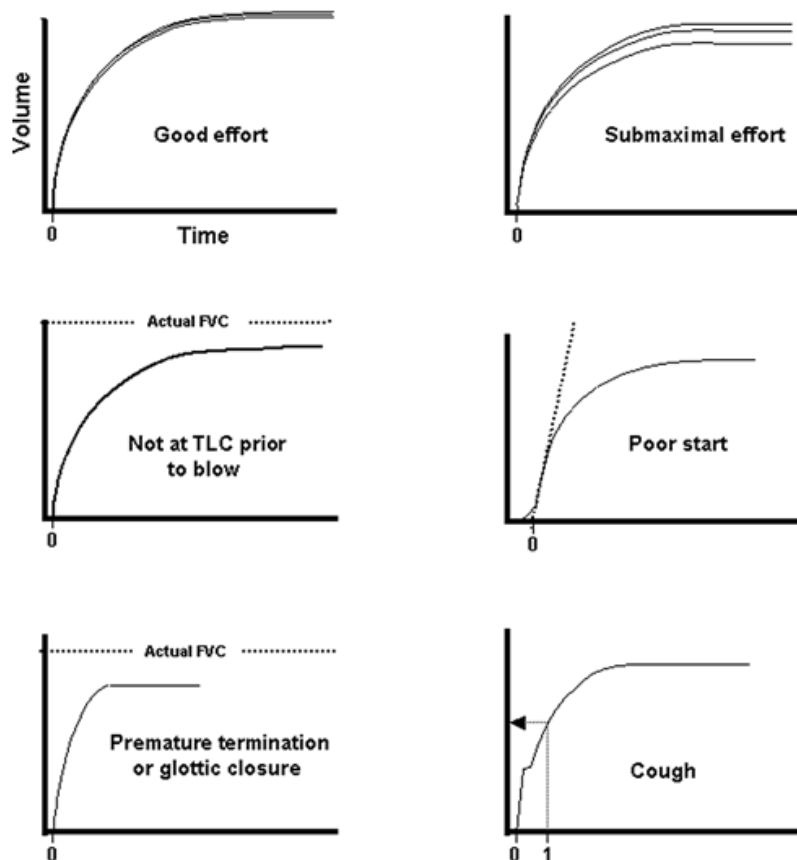 Volume
Good effort
0
Time
Submaximal effort
0
Actual FVC
Not at TLC prior
to blow
0
Poor start
0
Actual FVC
Premature termination
or glottic closure
0
Cough
0 1